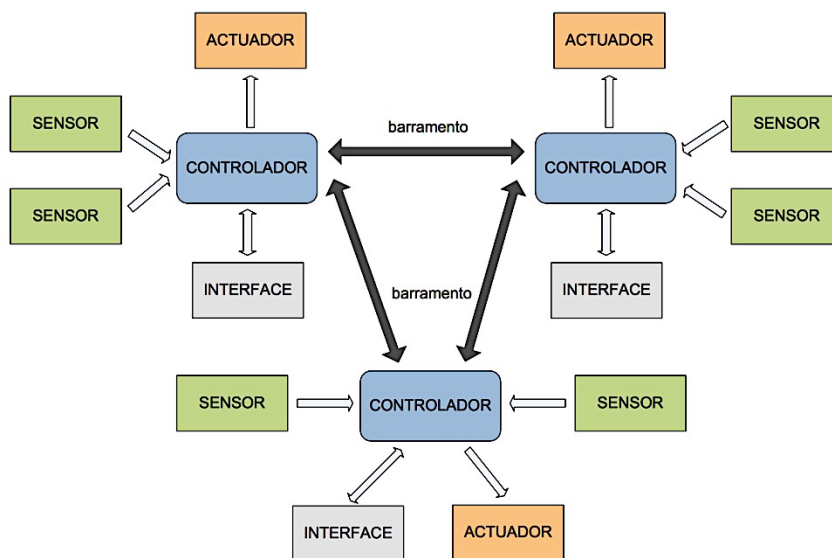 ACTUADOR
ACTUADOR
SENSOR
barramento
SENSOR
CONTROLADOR
CONTROLADOR
SENSOR
SENSOR
INTERFACE
barramento
INTERFACE
SENSOR
CONTROLADOR
SENSOR
INTERFACE
ACTUADOR